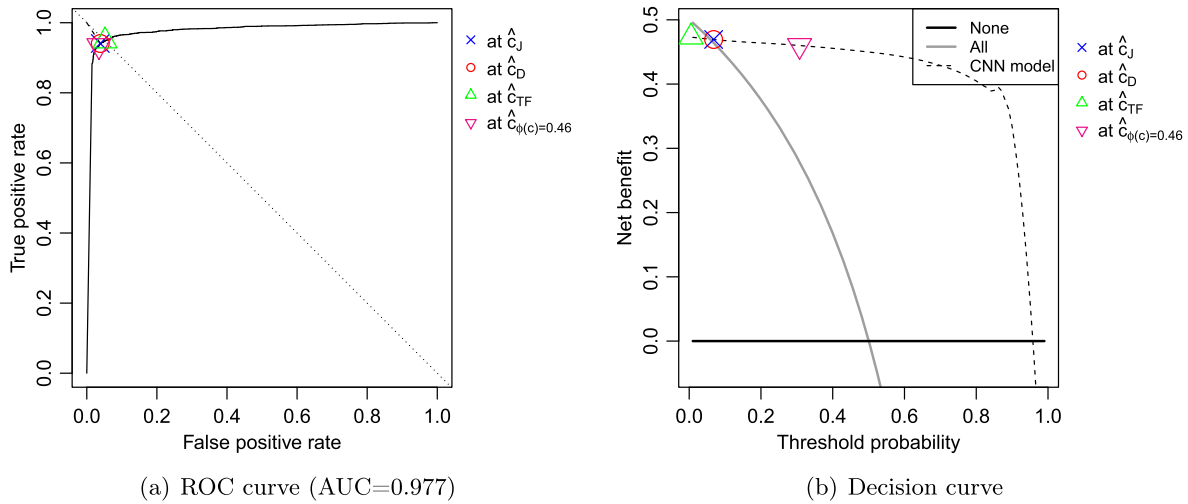 1.0
0.8
0.6
0.4
0.2
0.0
True positive rate
0.0 0.2 0.4 0.6 0.8 1.0
False positive rate
at ĉJ
at ĉD
at ĉTF
at ĉϕ(c)=0.46
(a) ROC curve (AUC=0.977)
0.5
0.4
0.3
0.2
0.1
0.0
Net benefit
0.0 0.2 0.4 0.6 0.8 1.0
Threshold probability
None
All
CNN model
at ĉJ
at ĉD
at ĉTF
at ĉϕ(c)=0.46
(b) Decision curve